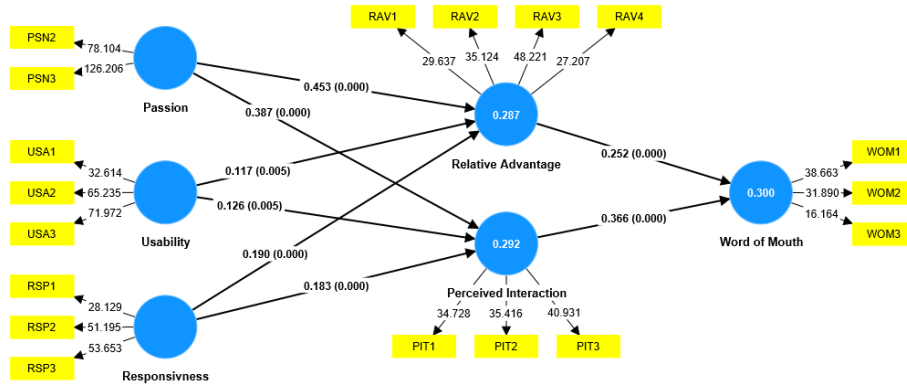 RAV1
RAV2
RAV3
RAV4
29.637
35.124
48.221
27.207
PSN2
PSN3
78.104
126.206
Passion
0.453 (0.000)
0.387 (0.000)
0.287
Relative Advantage
USA1
USA2
USA3
32.614
65.235
71.972
Usability
0.117 (0.005)
0.126 (0.005)
0.252 (0.000)
0.366 (0.000)
0.300
Word of Mouth
38.663
31.890
16.164
WOM1
WOM2
WOM3
0.190 (0.000)
0.183 (0.000)
0.292
Perceived Interaction
RSP1
RSP2
RSP3
28.129
51.195
53.653
Responsivness
34.728
35.416
40.931
PIT1
PIT2
PIT3